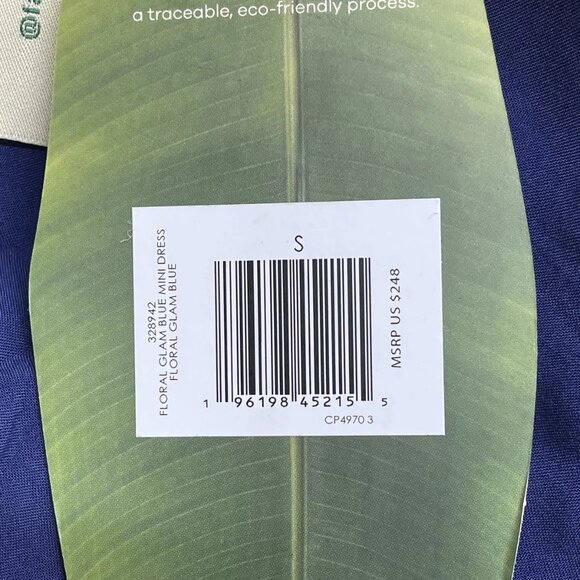 a traceable, eco-friendly process.
S
328942
FLORAL GLAM BLUE MINI DRESS
FLORAL GLAM BLUE
MSRP US $248
1 96198 45215 5
CP4970 3